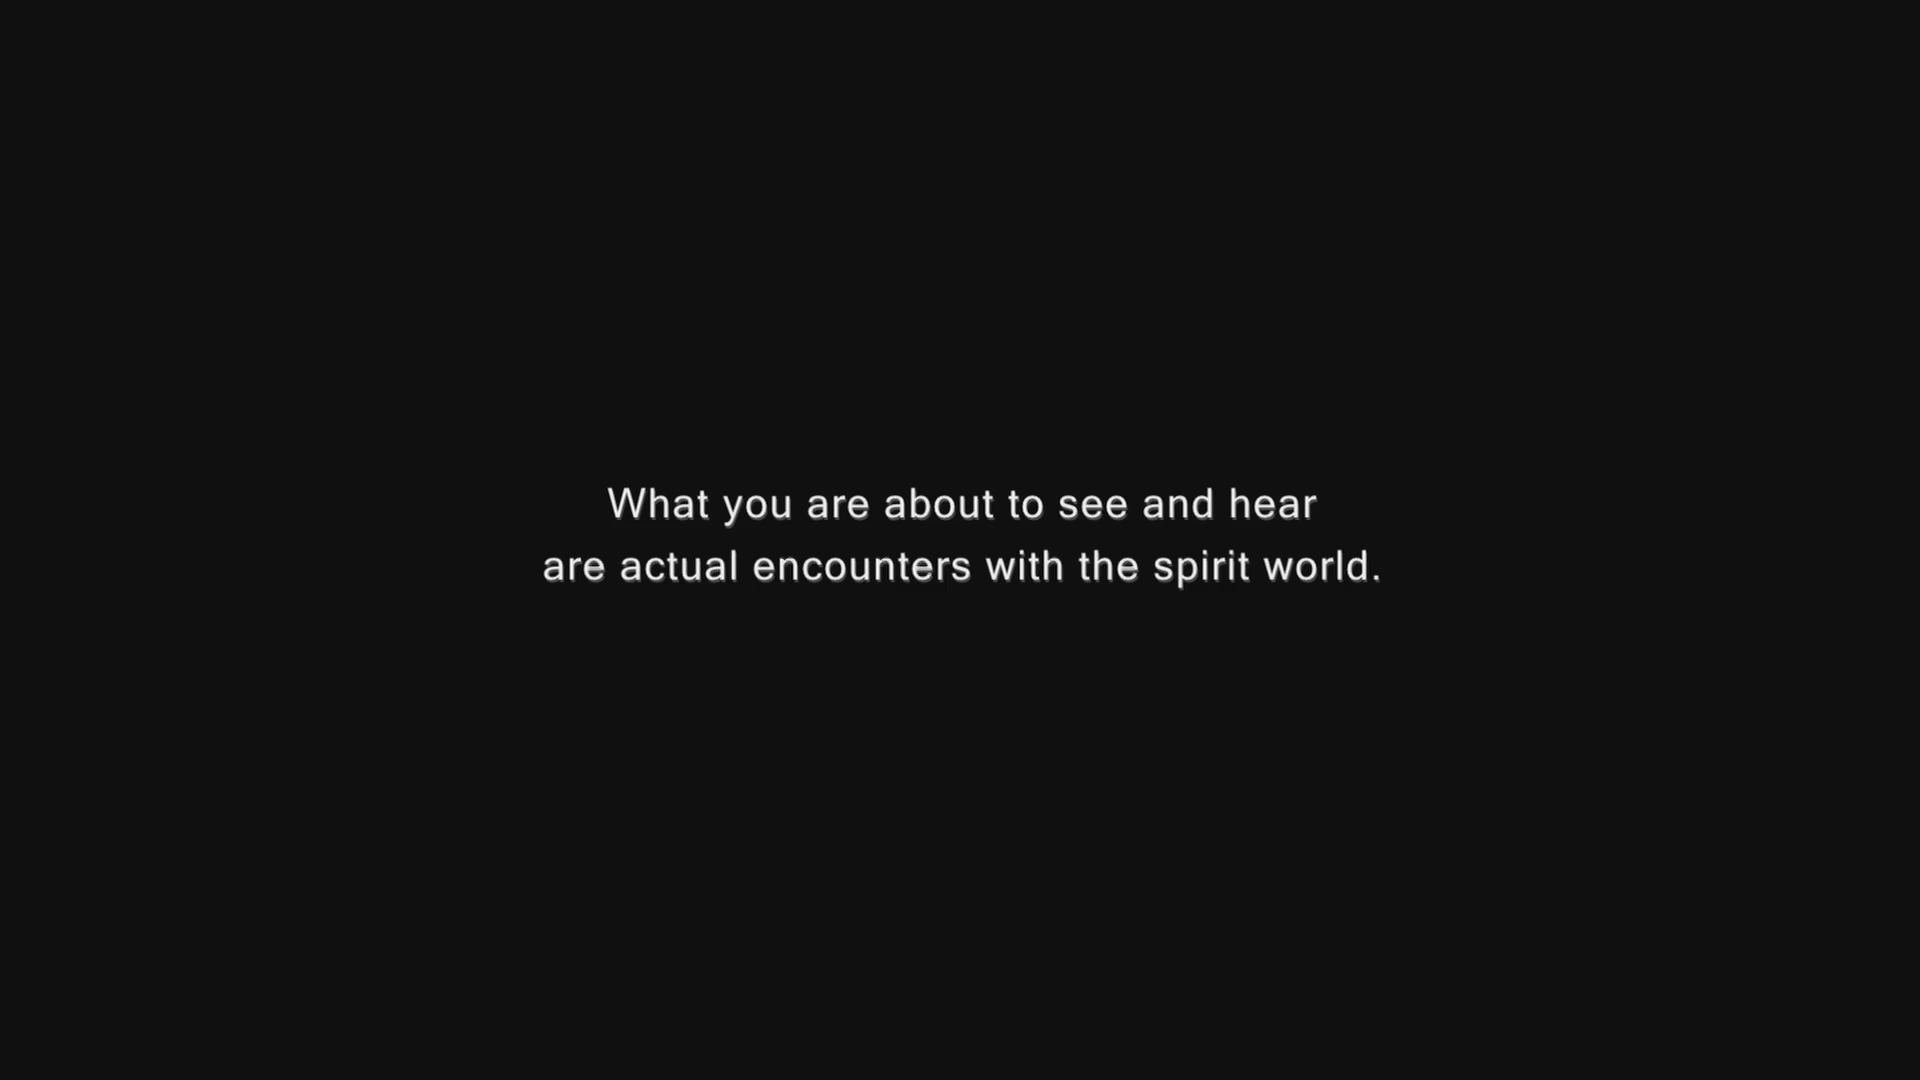 What you are about to see and hear
are actual encounters with the spirit world.